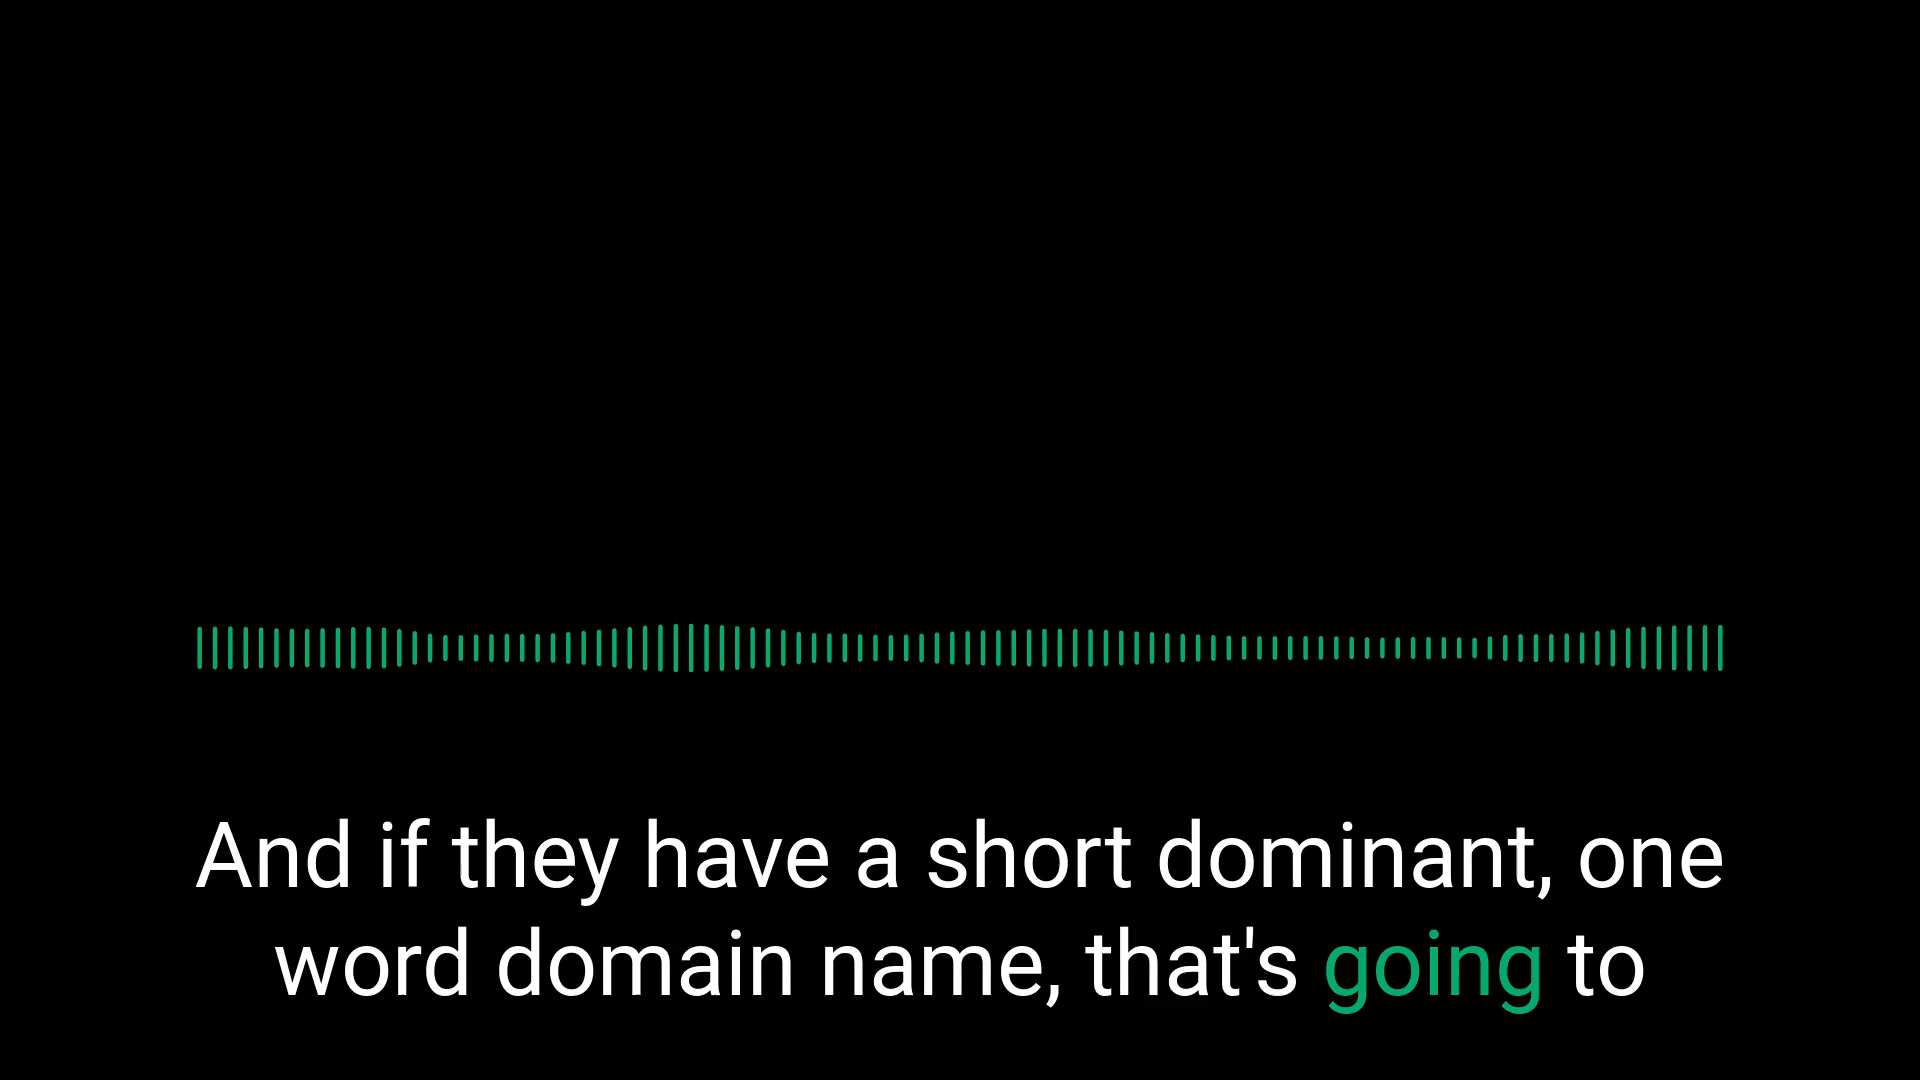 And if they have a short dominant, one
word domain name, that's going to